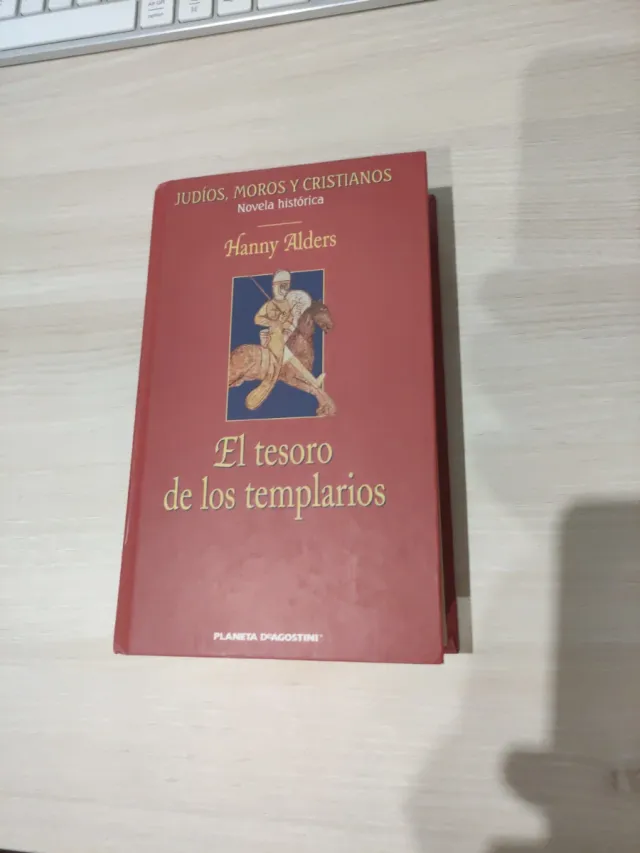 JUDÍOS, MOROS Y CRISTIANOS
Novela histórica
Hanny Alders
El tesoro
de los templarios
PLANETA DEAGOSTINI